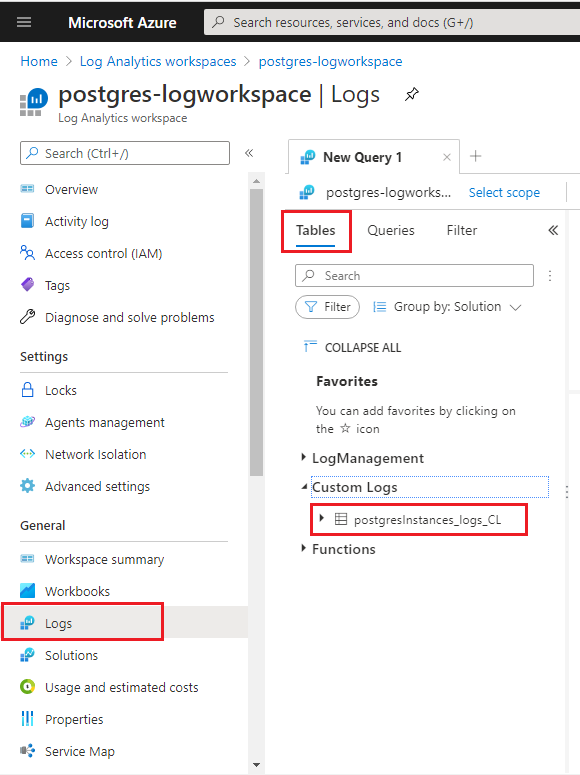 Microsoft Azure
Search resources, services, and docs (G+/)
Home > Log Analytics workspaces > postgres-logworkspace
postgres-logworkspace | Logs
Log Analytics workspace
Search (Ctrl+/)
«
Overview
Activity log
Access control (IAM)
Tags
Diagnose and solve problems
Settings
Locks
Agents management
Network Isolation
Advanced settings
General
Workspace summary
Workbooks
Logs
Solutions
Usage and estimated costs
Properties
Service Map
New Query 1
postgres-logworks... Select scope
Tables Queries Filter «
Search
Filter Group by: Solution
COLLAPSE ALL
Favorites
You can add favorites by clicking on
the ☆ icon
LogManagement
Custom Logs
postgresInstances_logs_CL
Functions